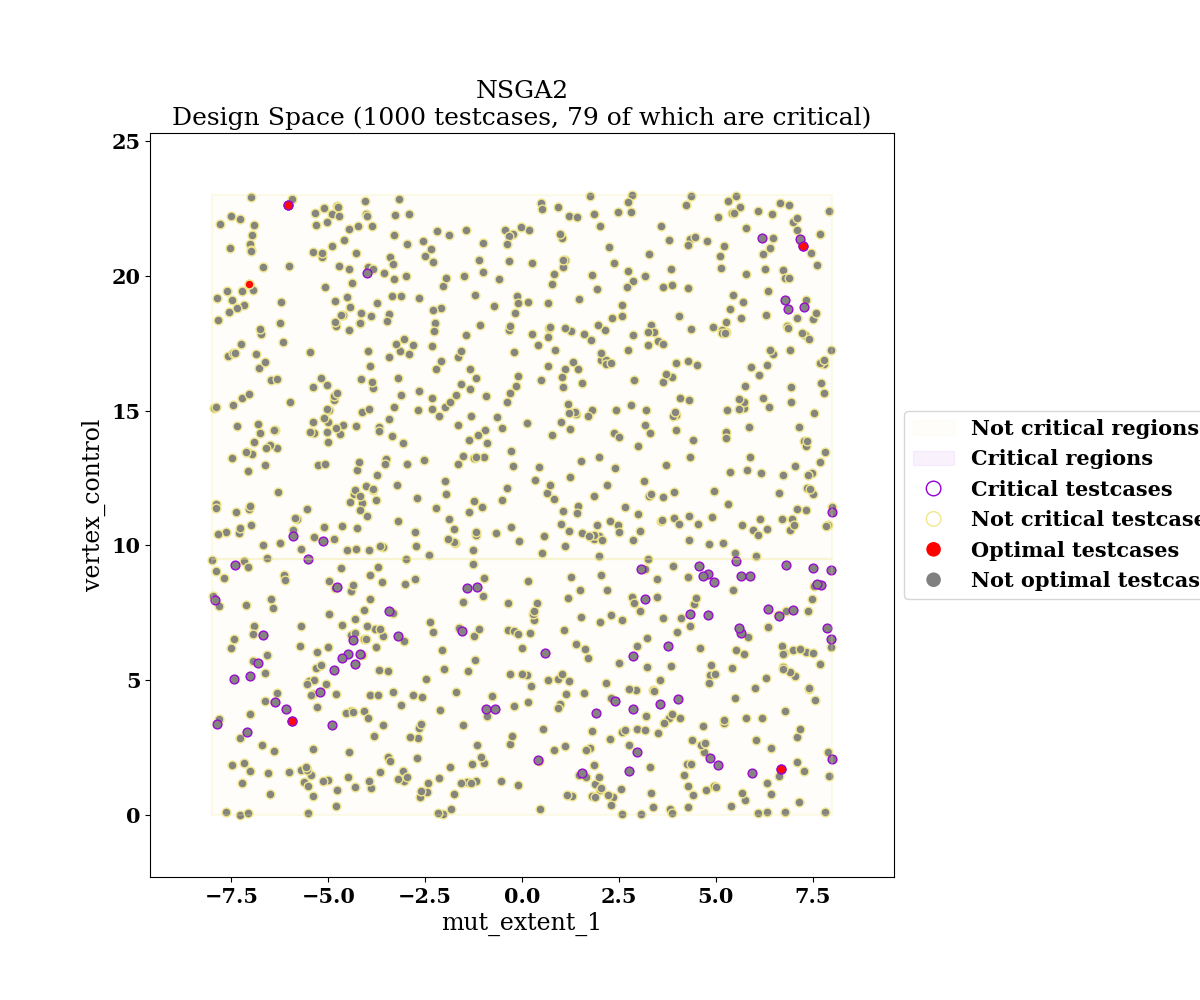 NSGA2
Design Space (1000 testcases, 79 of which are critical)
25
20
15
10
5
0
vertex_control
−7.5
−5.0
−2.5
0.0
2.5
5.0
7.5
mut_extent_1
Not critical regions
Critical regions
Critical testcases
Not critical testcase
Optimal testcases
Not optimal testcas